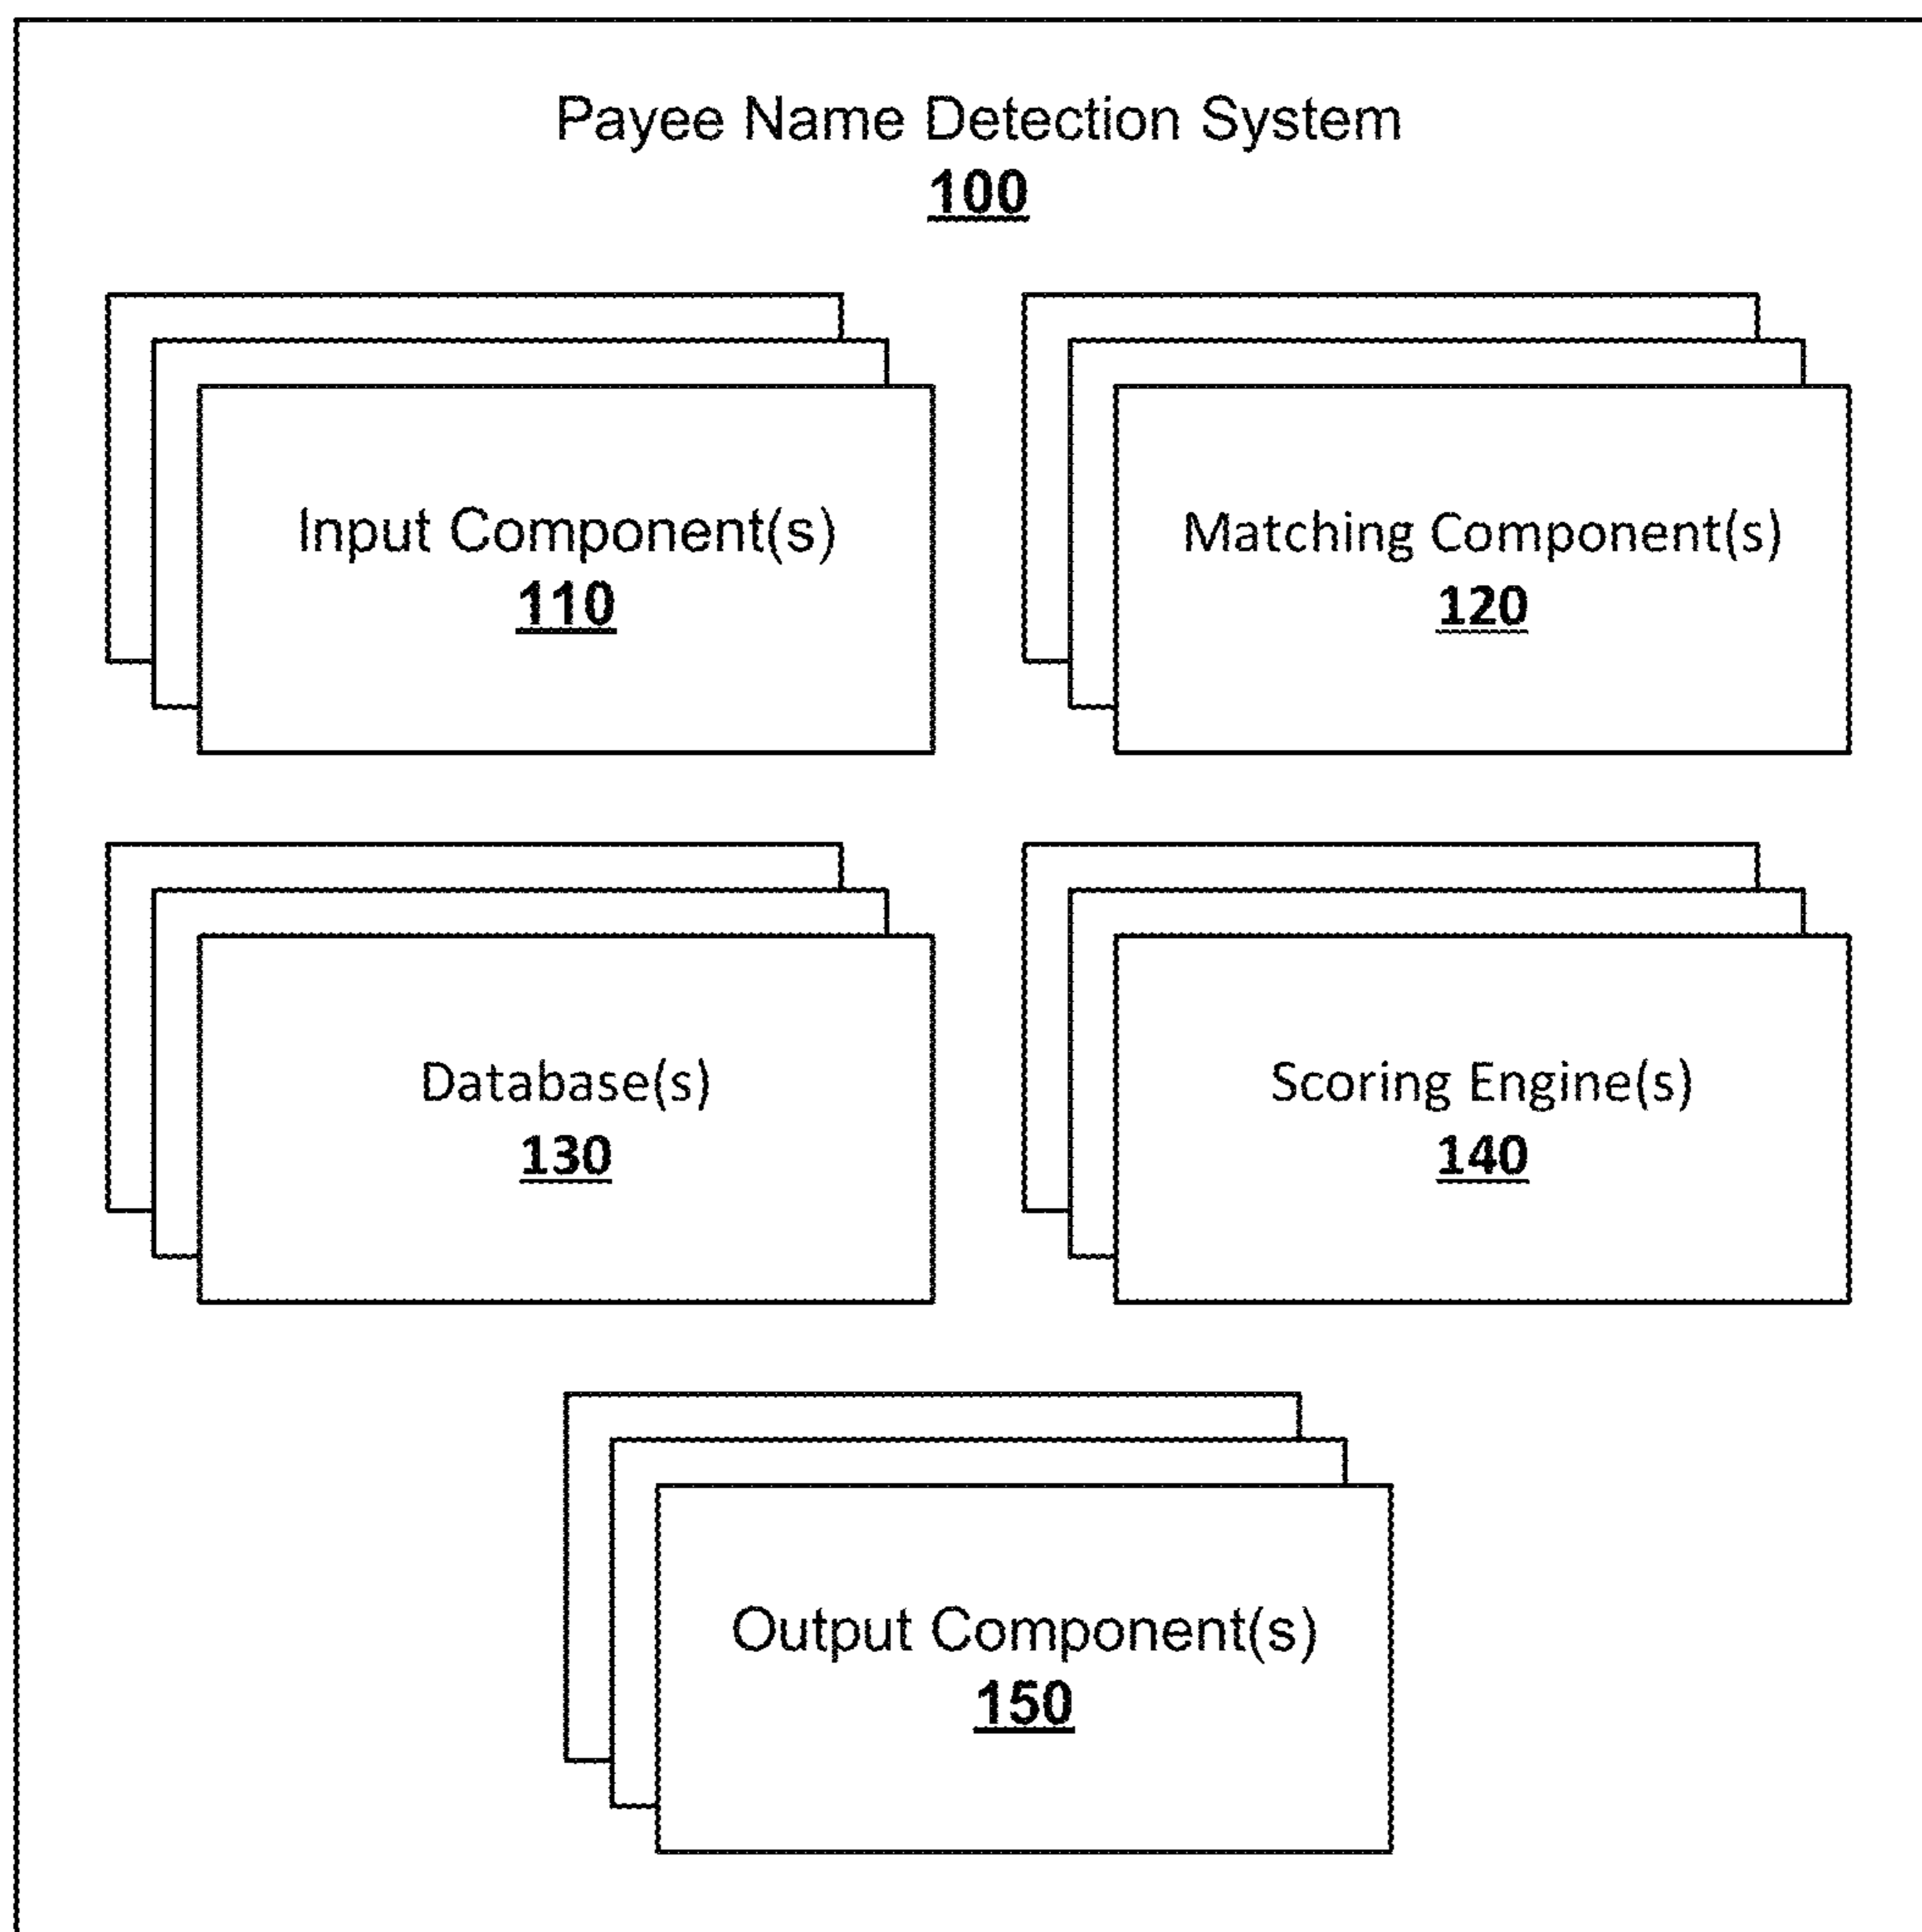 Payee Name Detection System
100
Input Component(s)
110
Matching Component(s)
120
Database(s)
130
Scoring Engine(s)
140
Output Component(s)
150